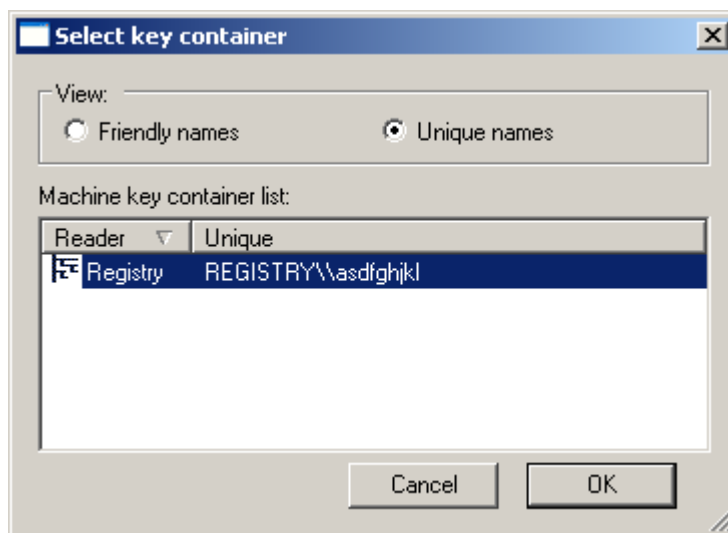 Select key container
View:
Friendly names Unique names
Machine key container list:
Reader Unique
Registry REGISTRY\\asdfghjkl
Cancel OK